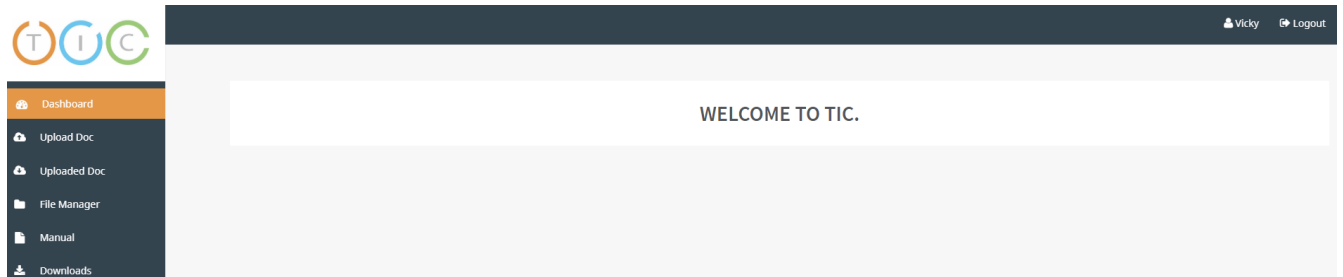 TIC
Vicky
Logout
Dashboard
WELCOME TO TIC.
Upload Doc
Uploaded Doc
File Manager
Manual
Downloads